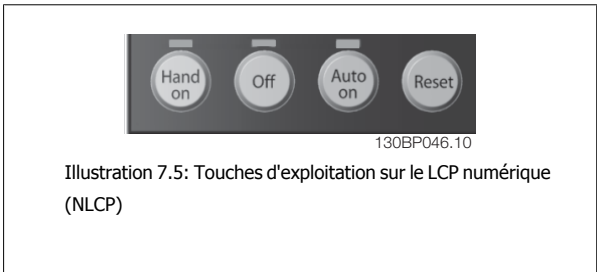 Hand on
Off
Auto on
Reset
130BP046.10
Illustration 7.5: Touches d'exploitation sur le LCP numérique
(NLCP)